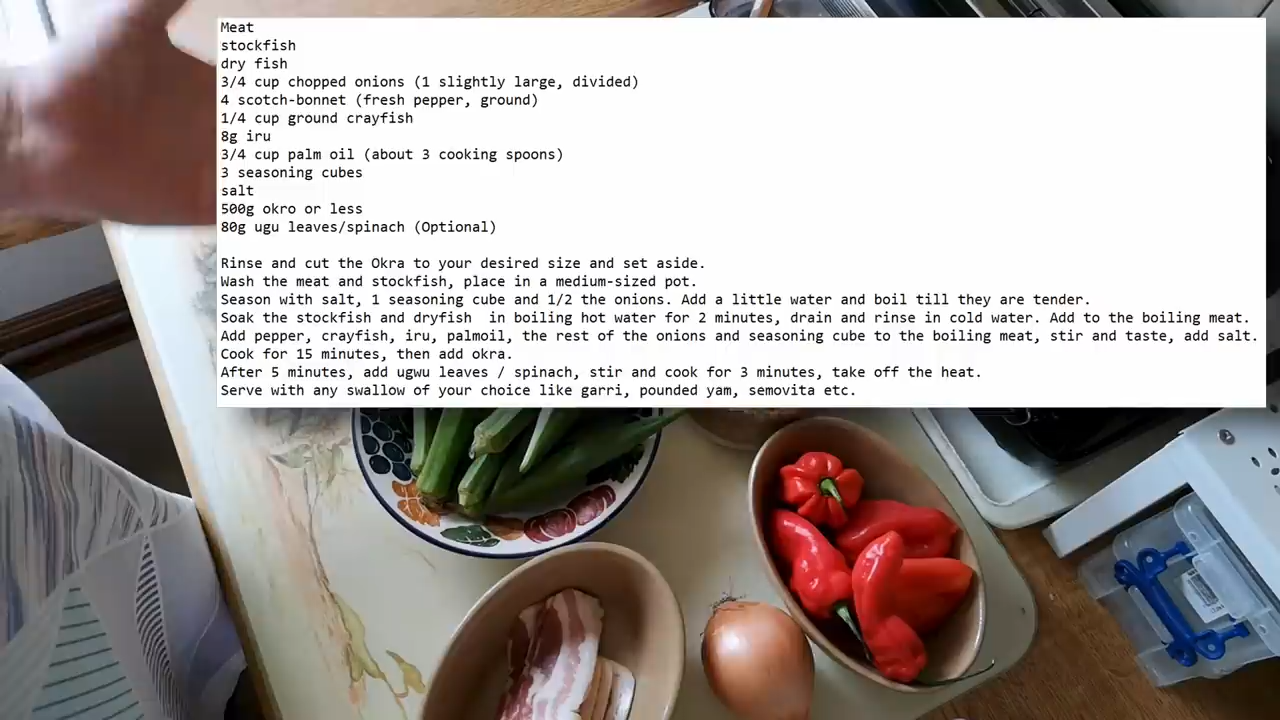 Meat
stockfish
dry fish
3/4 cup chopped onions (1 slightly large, divided)
4 scotch-bonnet (fresh pepper, ground)
1/4 cup ground crayfish
8g iru
3/4 cup palm oil (about 3 cooking spoons)
3 seasoning cubes
salt
500g okro or less
80g ugu leaves/spinach (Optional)
Rinse and cut the Okra to your desired size and set aside.
Wash the meat and stockfish, place in a medium-sized pot.
Season with salt, 1 seasoning cube and 1/2 the onions. Add a little water and boil till they are tender.
Soak the stockfish and dryfish  in boiling hot water for 2 minutes, drain and rinse in cold water. Add to the boiling meat.
Add pepper, crayfish, iru, palmoil, the rest of the onions and seasoning cube to the boiling meat, stir and taste, add salt.
Cook for 15 minutes, then add okra.
After 5 minutes, add ugwu leaves / spinach, stir and cook for 3 minutes, take off the heat.
Serve with any swallow of your choice like garri, pounded yam, semovita etc.